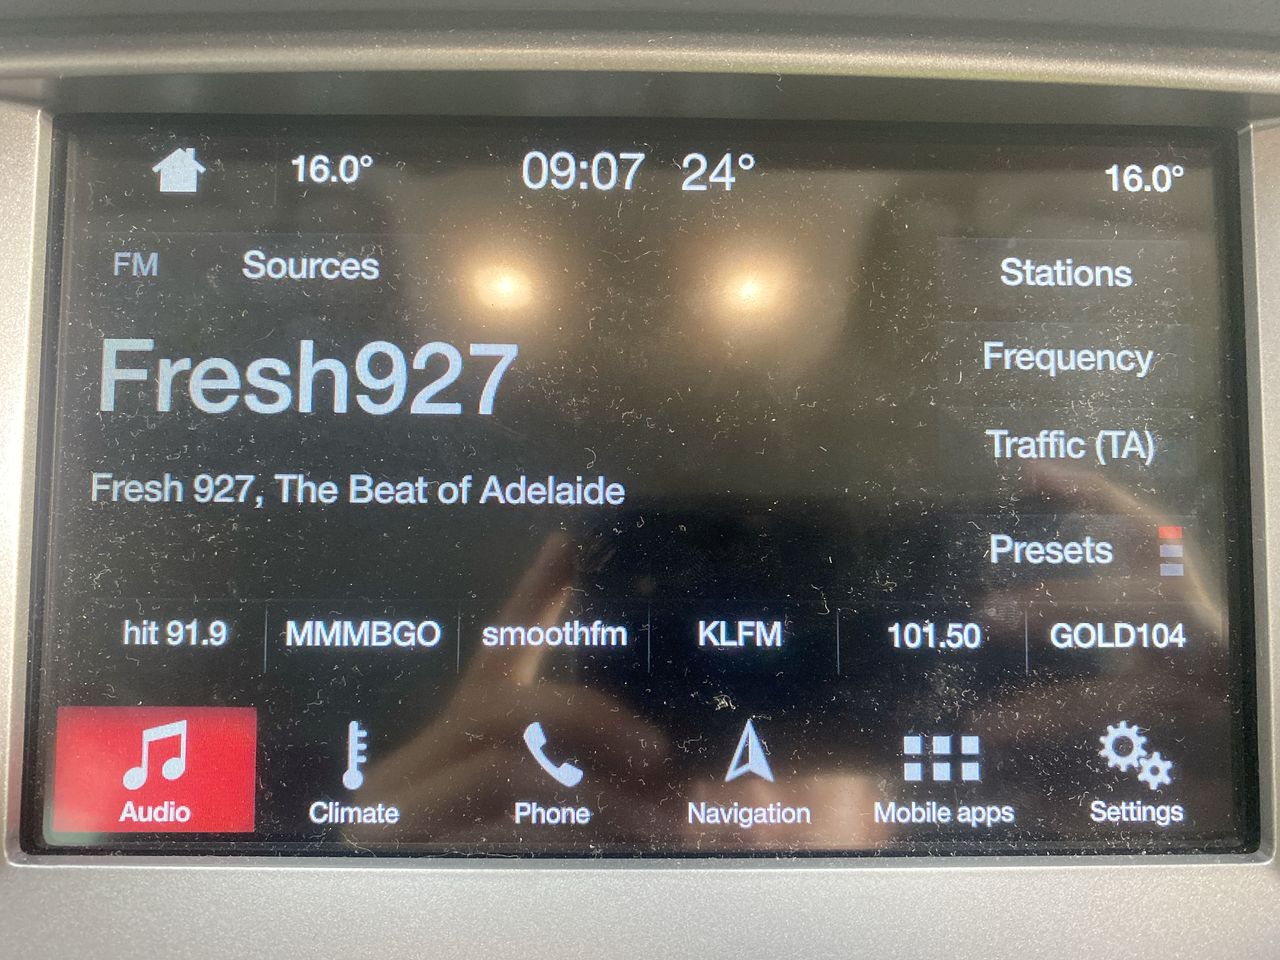 16.0° 09:07 24° 16.0°
FM Sources
Stations
Fresh927
Frequency
Traffic (TA)
Fresh 927, The Beat of Adelaide
Presets
hit 91.9 MMMBGO smoothfm KLFM 101.50 GOLD104
Audio Climate Phone Navigation Mobile apps Settings